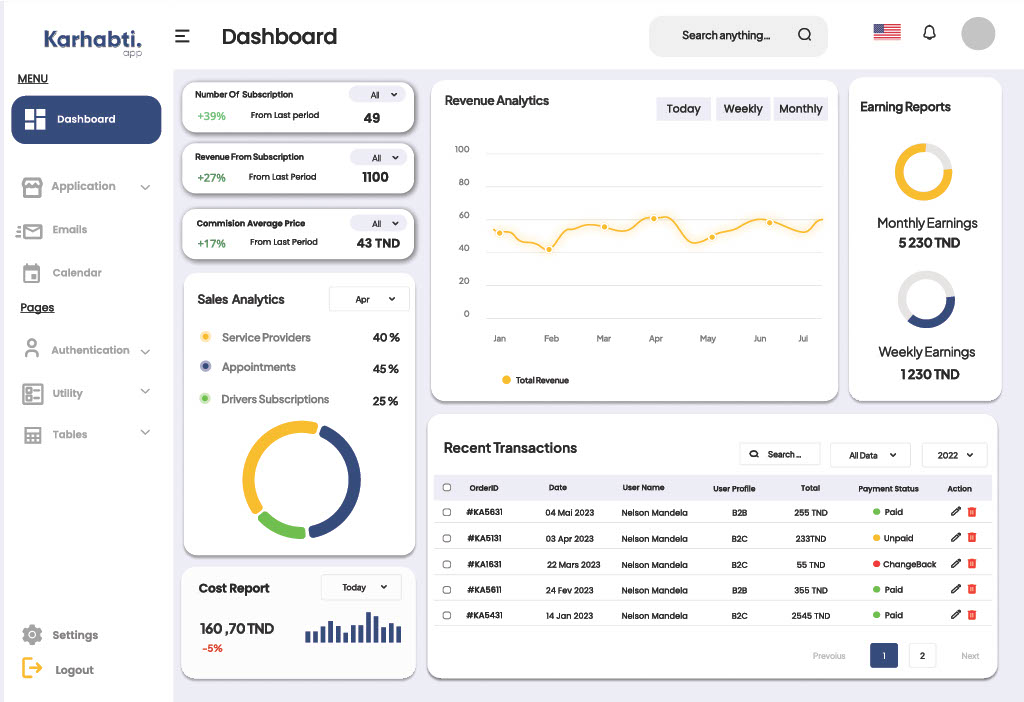 Karhabti.
app
Dashboard
Search anything...
MENU
Dashboard
Application
Emails
Calendar
Pages
Authentication
Utility
Tables
Settings
Logout
Number Of Subscription
All
+39%
From Last period
49
Revenue From Subscription
All
+27%
From Last Period
1100
Commision Average Price
All
+17%
From Last Period
43 TND
Sales Analytics
Apr
Service Providers
40 %
Appointments
45 %
Drivers Subscriptions
25 %
Cost Report
Today
160 ,70 TND
-5%
Revenue Analytics
Today
Weekly
Monthly
100
80
60
40
20
0
Jan Feb Mar Apr May Jun Jul
Total Revenue
Earning Reports
Monthly Earnings
5 230 TND
Weekly Earnings
1 230 TND
Recent Transactions
Search ...
All Data
2022
OrderID Date User Name User Profile Total Payment Status Action
#KA5631 04 Mai 2023 Nelson Mandela B2B 255 TND Paid
#KA5131 03 Apr 2023 Nelson Mandela B2C 233TND Unpaid
#KA1631 22 Mars 2023 Nelson Mandela B2C 55 TND ChangeBack
#KA5611 24 Fev 2023 Nelson Mandela B2B 355 TND Paid
#KA5431 14 Jan 2023 Nelson Mandela B2C 2545 TND Paid
Previouis
1
2
Next